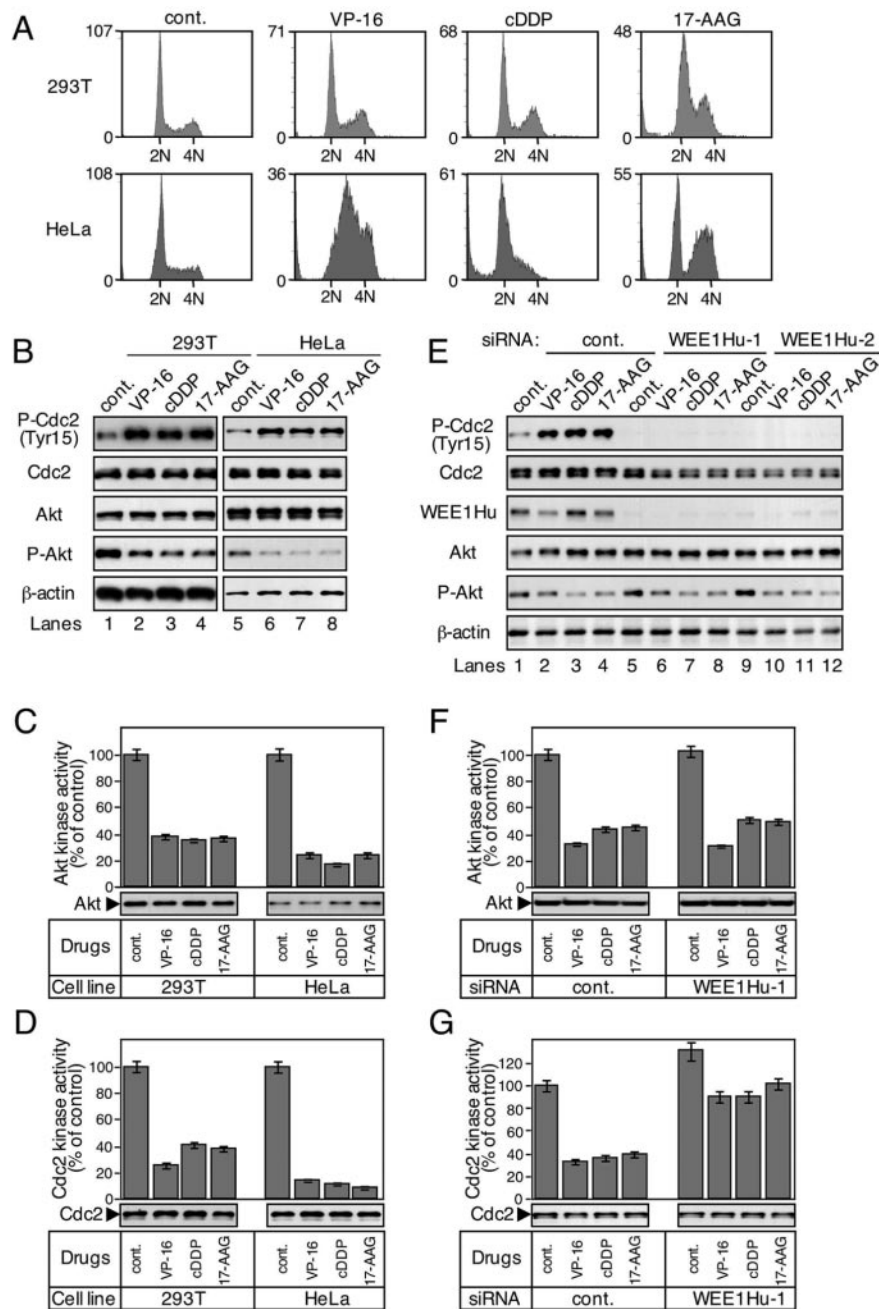 A
cont.
VP-16
cDDP
17-AAG
293T
107
0
2N 4N
71
0
2N 4N
68
0
2N 4N
48
0
2N 4N
HeLa
108
0
2N 4N
36
0
2N 4N
61
0
2N 4N
55
0
2N 4N
B
293T HeLa
cont. VP-16 cDDP 17-AAG cont. VP-16 cDDP 17-AAG
P-Cdc2
(Tyr15)
Cdc2
Akt
P-Akt
β-actin
Lanes 1 2 3 4 5 6 7 8
E
siRNA: cont. WEE1Hu-1 WEE1Hu-2
cont. VP-16 cDDP 17-AAG cont. VP-16 cDDP 17-AAG cont. VP-16 cDDP 17-AAG
P-Cdc2
(Tyr15)
Cdc2
WEE1Hu
Akt
P-Akt
β-actin
Lanes 1 2 3 4 5 6 7 8 9 10 11 12
C
Akt kinase activity
(% of control)
100
80
60
40
20
0
Akt
Drugs cont. VP-16 cDDP 17-AAG cont. VP-16 cDDP 17-AAG
Cell line 293T HeLa
F
Akt kinase activity
(% of control)
100
80
60
40
20
0
Akt
Drugs cont. VP-16 cDDP 17-AAG cont. VP-16 cDDP 17-AAG
siRNA cont. WEE1Hu-1
D
Cdc2 kinase activity
(% of control)
100
80
60
40
20
0
Cdc2
Drugs cont. VP-16 cDDP 17-AAG cont. VP-16 cDDP 17-AAG
Cell line 293T HeLa
G
Cdc2 kinase activity
(% of control)
120
100
80
60
40
20
0
Cdc2
Drugs cont. VP-16 cDDP 17-AAG cont. VP-16 cDDP 17-AAG
siRNA cont. WEE1Hu-1